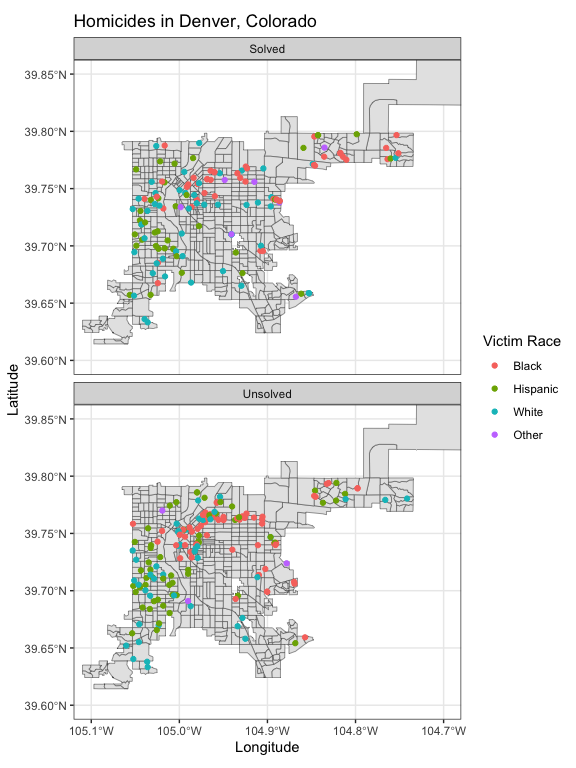 Homicides in Denver, Colorado
Solved
39.85°N
39.80°N
39.75°N
39.70°N
39.65°N
39.60°N
Unsolved
39.85°N
39.80°N
39.75°N
39.70°N
39.65°N
39.60°N
105.1°W
105.0°W
104.9°W
104.8°W
104.7°W
Longitude
Latitude
Victim Race
Black
Hispanic
White
Other